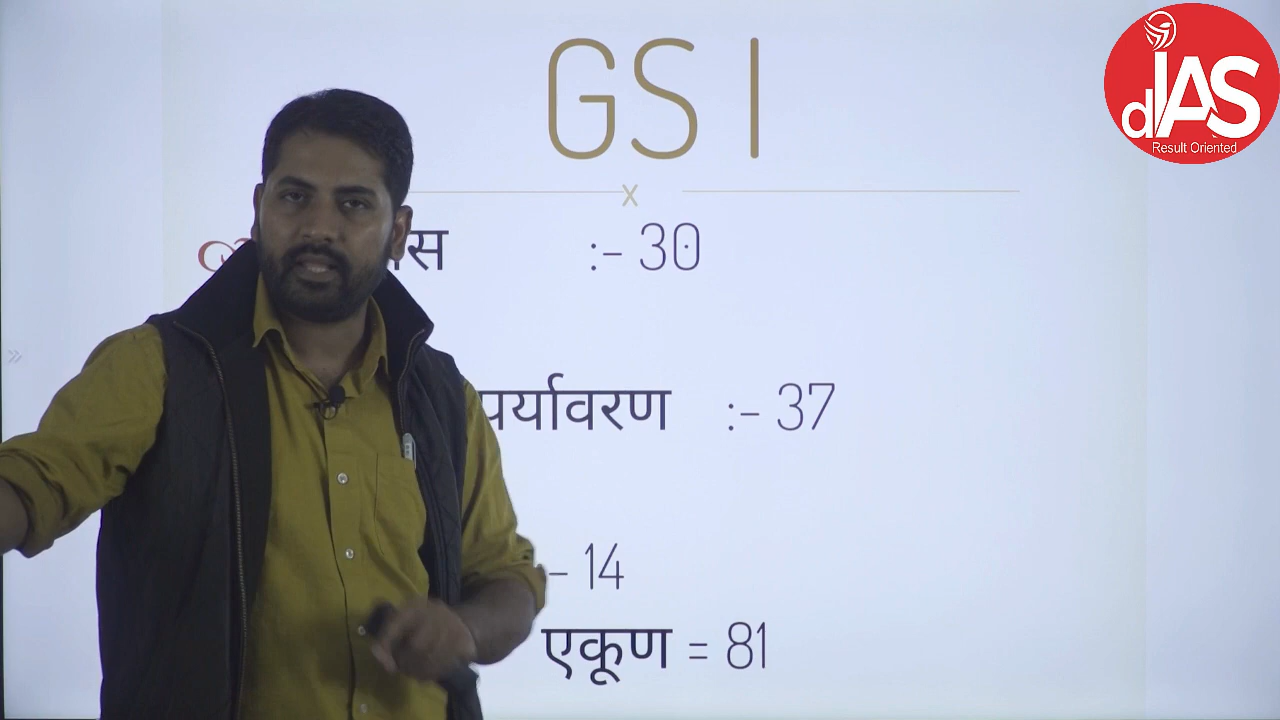 GS I
x
:- 30
पर्यावरण :- 37
- 14
एकूण = 81
dIAS
Result Oriented